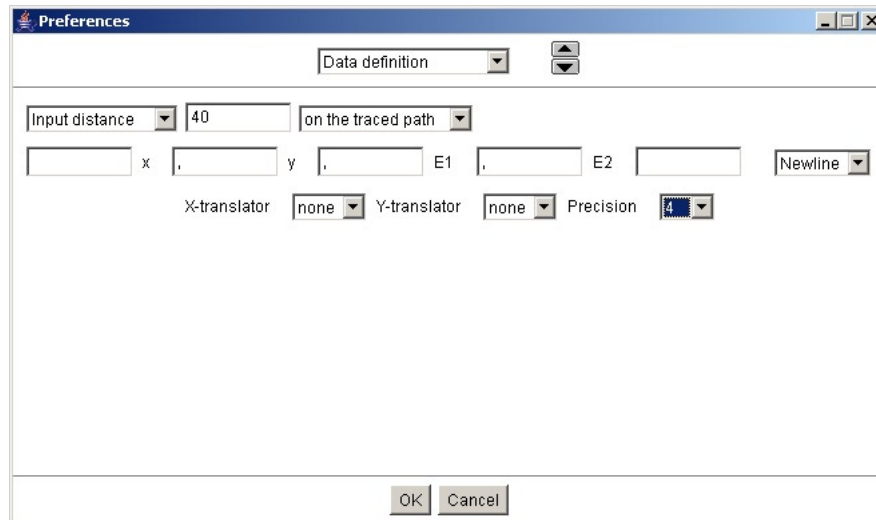 Preferences
Data definition
Input distance 40 on the traced path
x , y , E1 , E2 Newline
X-translator none Y-translator none Precision 4
OK Cancel